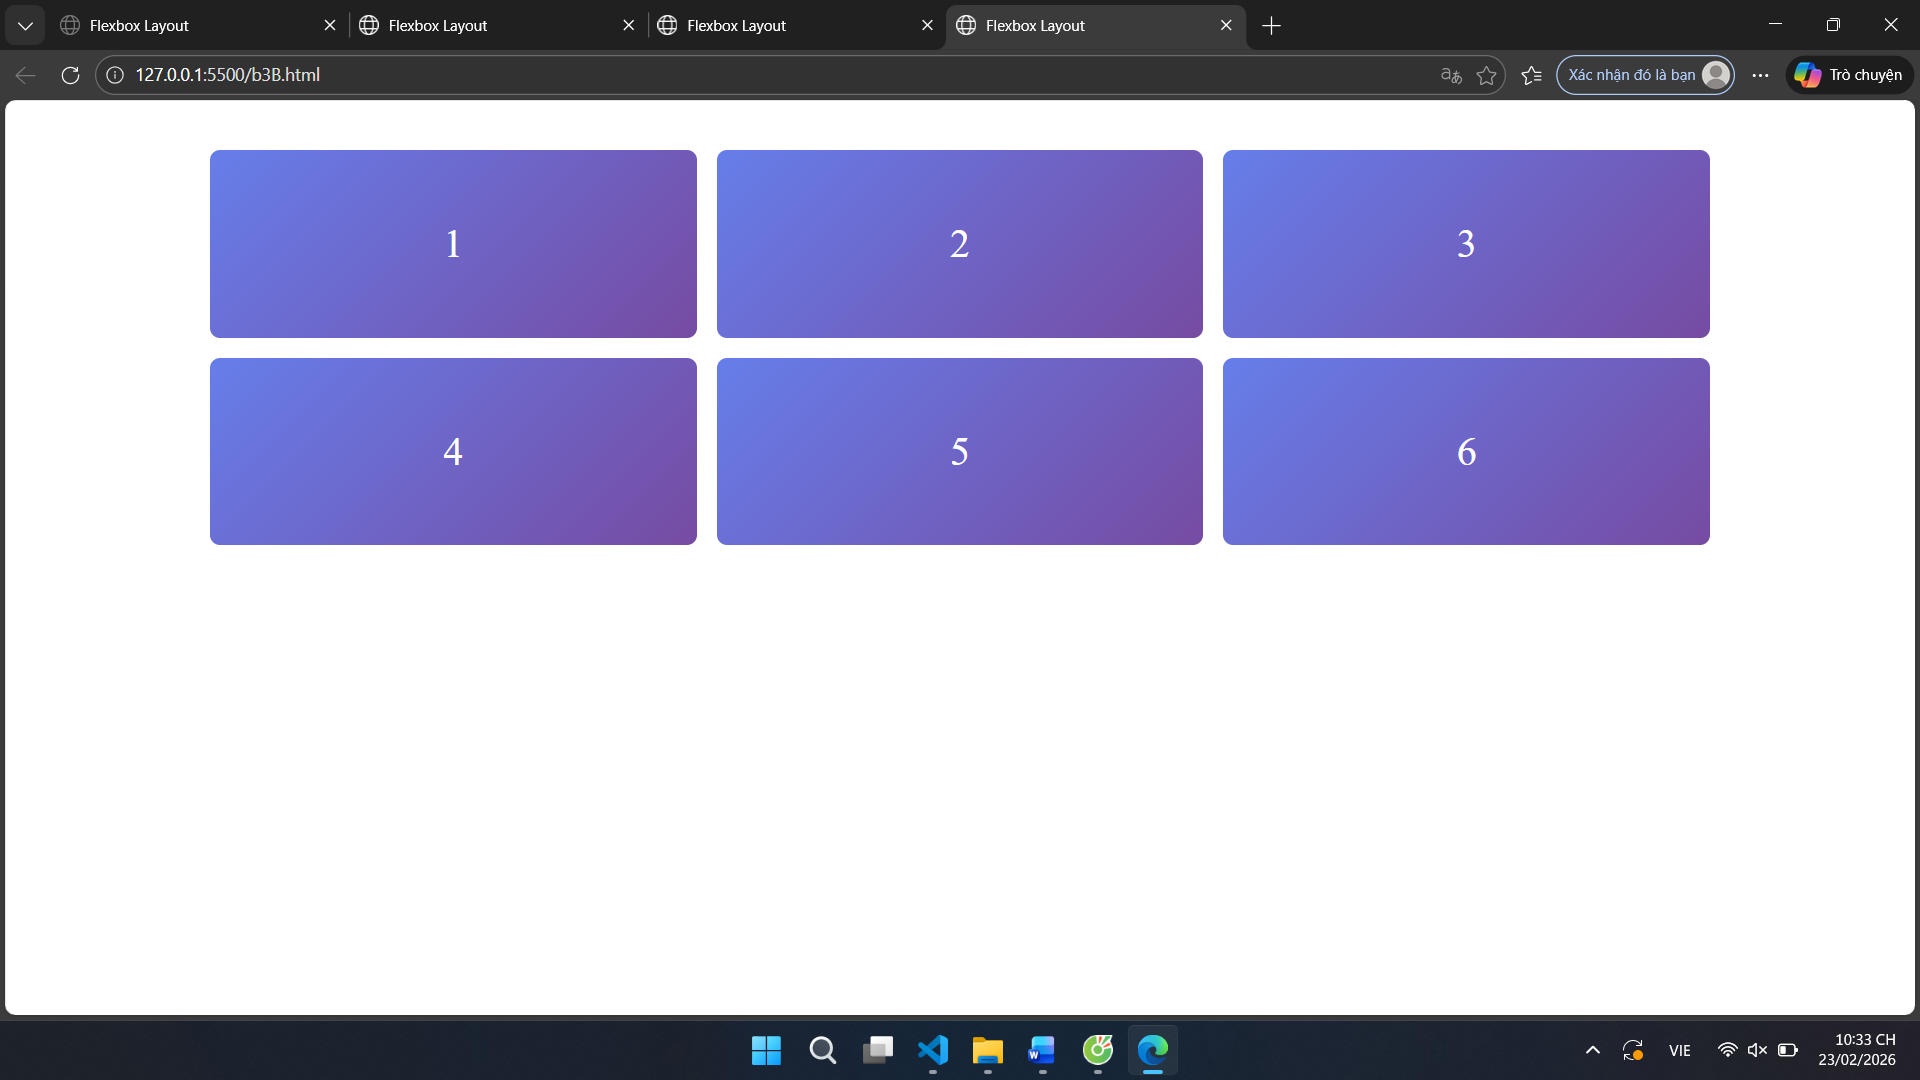 Flexbox Layout
Flexbox Layout
Flexbox Layout
Flexbox Layout
127.0.0.1:5500/b3B.html
Xác nhận đó là bạn
Trò chuyện
1
2
3
4
5
6
VIE
10:33 CH
23/02/2026